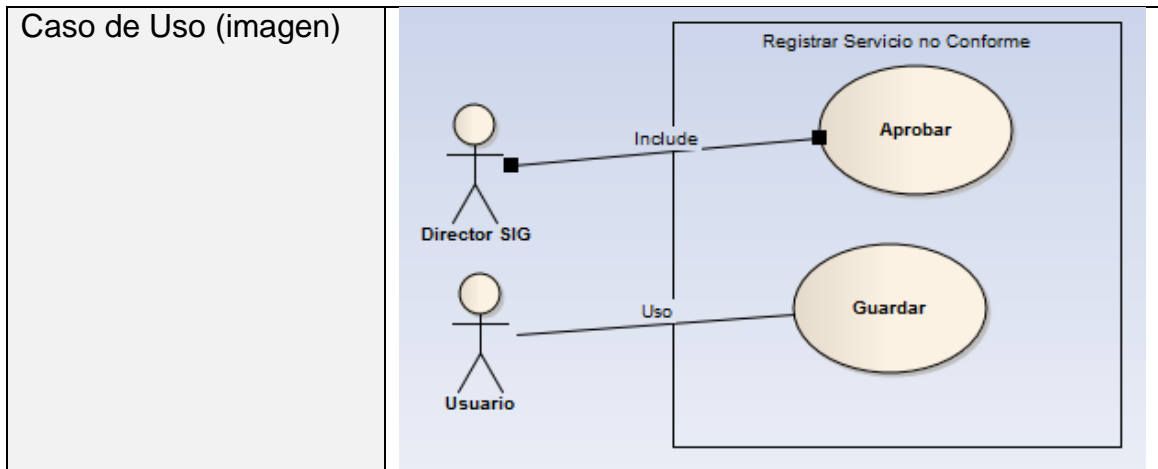 Caso de Uso (imagen)
Registrar Servicio no Conforme
Aprobar
Include
Director SIG
Guardar
Uso
Usuario